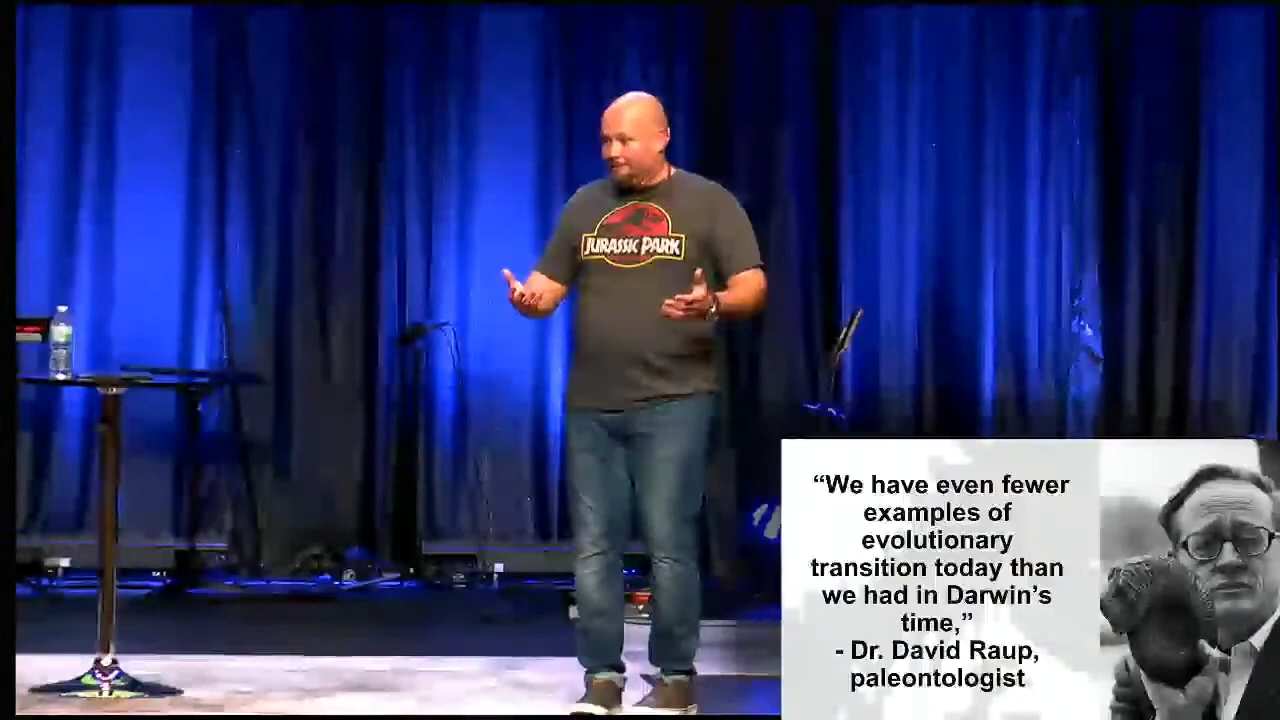 JURASSIC PARK
“We have even fewer
examples of
evolutionary
transition today than
we had in Darwin’s
time,”
- Dr. David Raup,
paleontologist